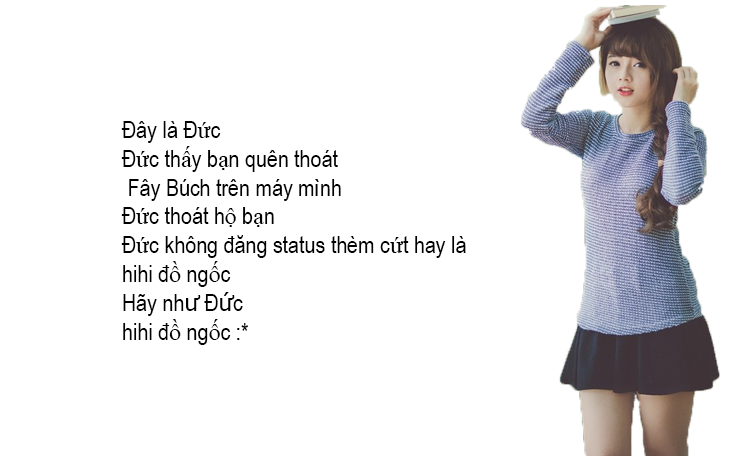 Đây là Đức
Đức thấy bạn quên thoát
Fây Búch trên máy mình
Đức thoát hộ bạn
Đức không đăng status thèm cứt hay là
hihi đồ ngốc
Hãy như Đức
hihi đồ ngốc :*